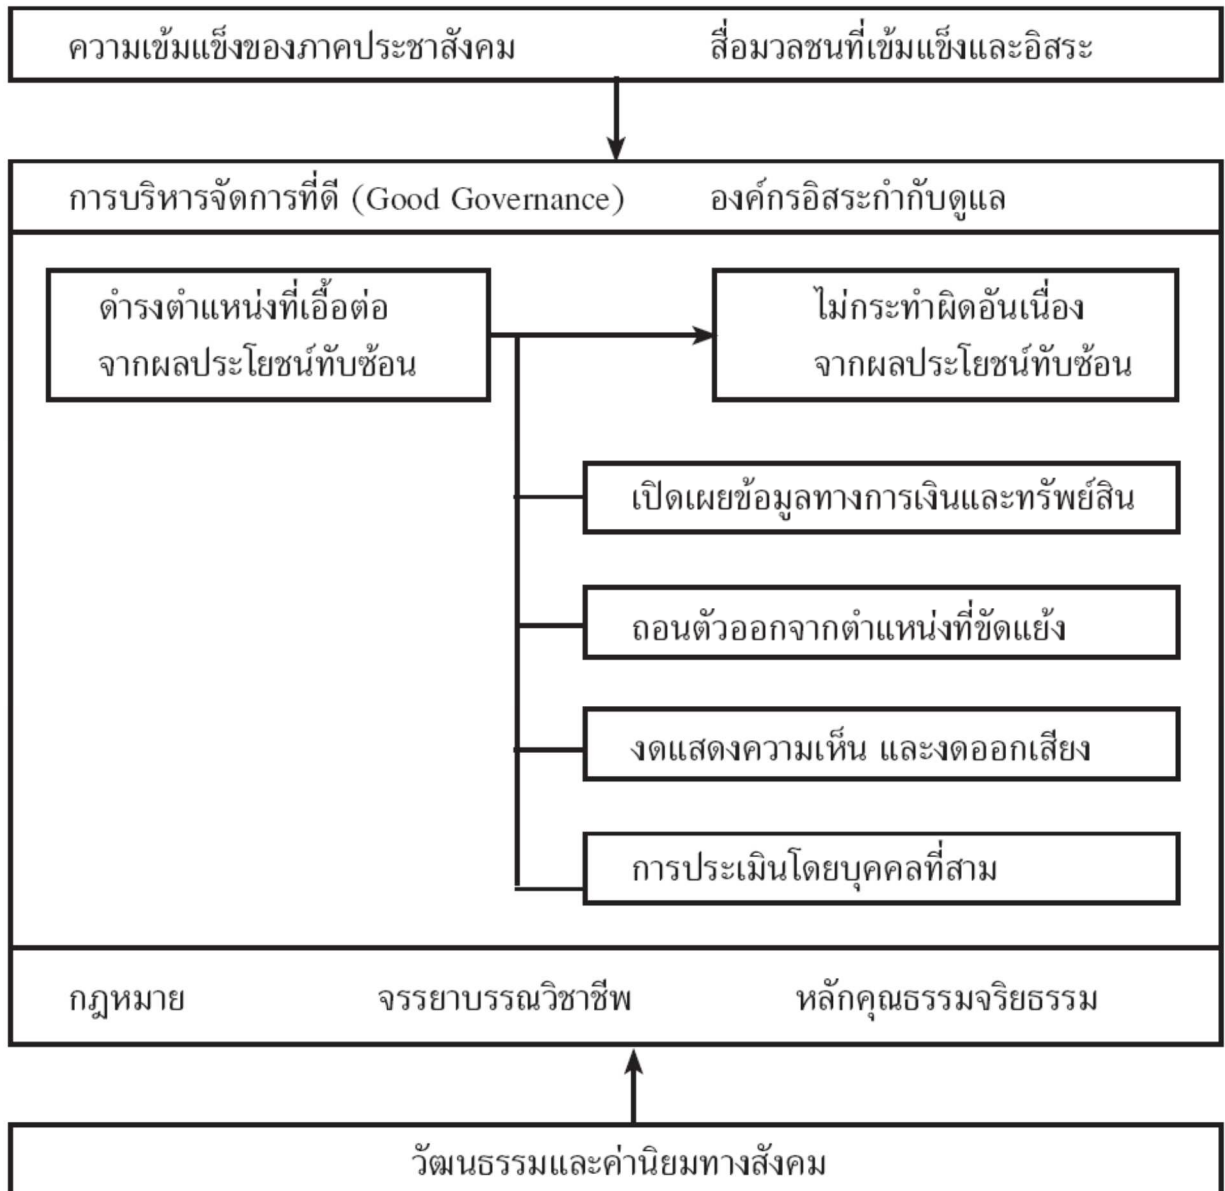 ความเข้มแข็งของภาคประชาสังคม สื่อมวลชนที่เข้มแข็งและอิสระ
การบริหารจัดการที่ดี (Good Governance) องค์กรอิสระกำกับดูแล
ดำรงตำแหน่งที่เอื้อต่อ
จากผลประโยชน์ทับซ้อน
ไม่กระทำผิดอันเนื่อง
จากผลประโยชน์ทับซ้อน
เปิดเผยข้อมูลทางการเงินและทรัพย์สิน
ถอนตัวออกจากตำแหน่งที่ขัดแย้ง
งดแสดงความเห็น และงดออกเสียง
การประเมินโดยบุคคลที่สาม
กฎหมาย จรรยาบรรณวิชาชีพ หลักคุณธรรมจริยธรรม
วัฒนธรรมและค่านิยมทางสังคม